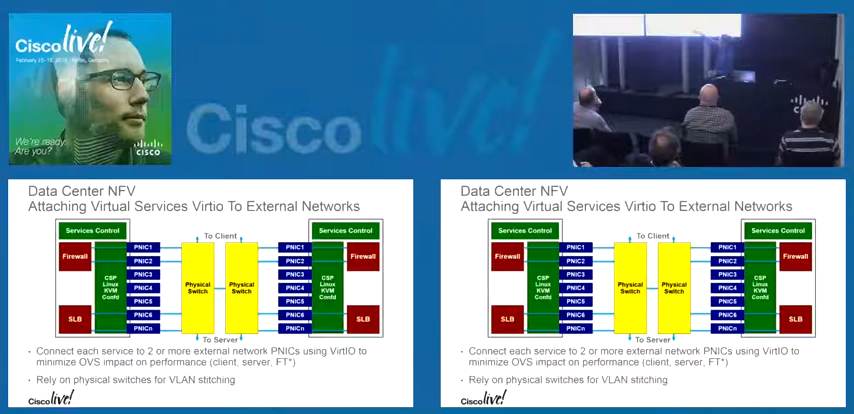 Cisco live!
We're ready.
Are you?
CISCO
Cisco live!
Data Center NFV
Attaching Virtual Services Virtio To External Networks
Services Control
To Client
Services Control
Firewall
CSP
Linux
KVM
Confd
SLB
PNIC1
PNIC2
PNIC3
PNIC4
PNIC5
PNIC6
PNICn
Physical
Switch
Physical
Switch
PNIC1
PNIC2
PNIC3
PNIC4
PNIC5
PNIC6
PNICn
CSP
Linux
KVM
Confd
Firewall
SLB
To Server
· Connect each service to 2 or more external network PNICs using VirtIO to
minimize OVS impact on performance (client, server, FT*)
· Rely on physical switches for VLAN stitching
Cisco live!
Data Center NFV
Attaching Virtual Services Virtio To External Networks
Services Control
To Client
Services Control
Firewall
CSP
Linux
KVM
Confd
SLB
PNIC1
PNIC2
PNIC3
PNIC4
PNIC5
PNIC6
PNICn
Physical
Switch
Physical
Switch
PNIC1
PNIC2
PNIC3
PNIC4
PNIC5
PNIC6
PNICn
CSP
Linux
KVM
Confd
Firewall
SLB
To Server
· Connect each service to 2 or more external network PNICs using VirtIO to
minimize OVS impact on performance (client, server, FT*)
· Rely on physical switches for VLAN stitching
Cisco live!